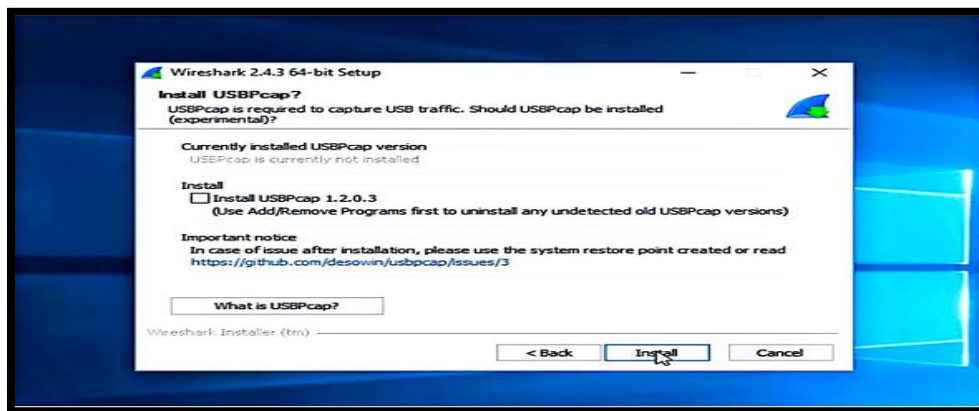 Wireshark 2.4.3 64-bit Setup
Install USBPcap?
USBPcap is required to capture USB traffic. Should USBPcap be installed
(experimental)?
Currently installed USBPcap version
USBPcap is currently not installed
Install
Install USBPcap 1.2.0.3
(Use Add/Remove Programs first to uninstall any undetected old USBPcap versions)
Important notice
In case of issue after installation, please use the system restore point created or read
https://github.com/desowin/usbpcap/issues/3
What is USBPcap?
Wireshark Installer (tm)
< Back Install Cancel